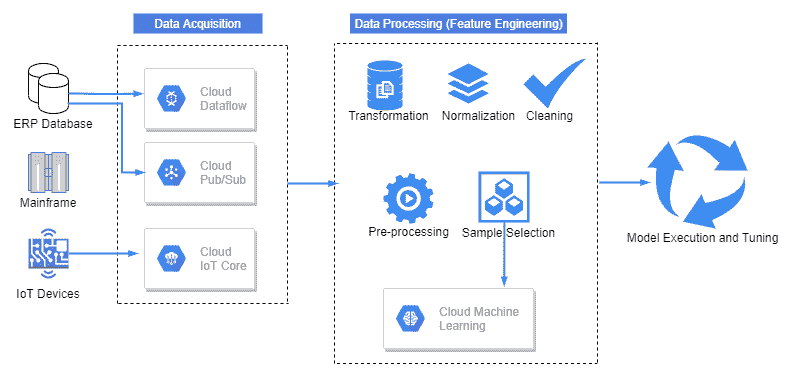 Data Acquisition
Data Processing (Feature Engineering)
ERP Database
Mainframe
IoT Devices
Cloud
Dataflow
Cloud
Pub/Sub
Cloud
IoT Core
Transformation
Normalization
Cleaning
Pre-processing
Sample Selection
Cloud Machine
Learning
Model Execution and Tuning